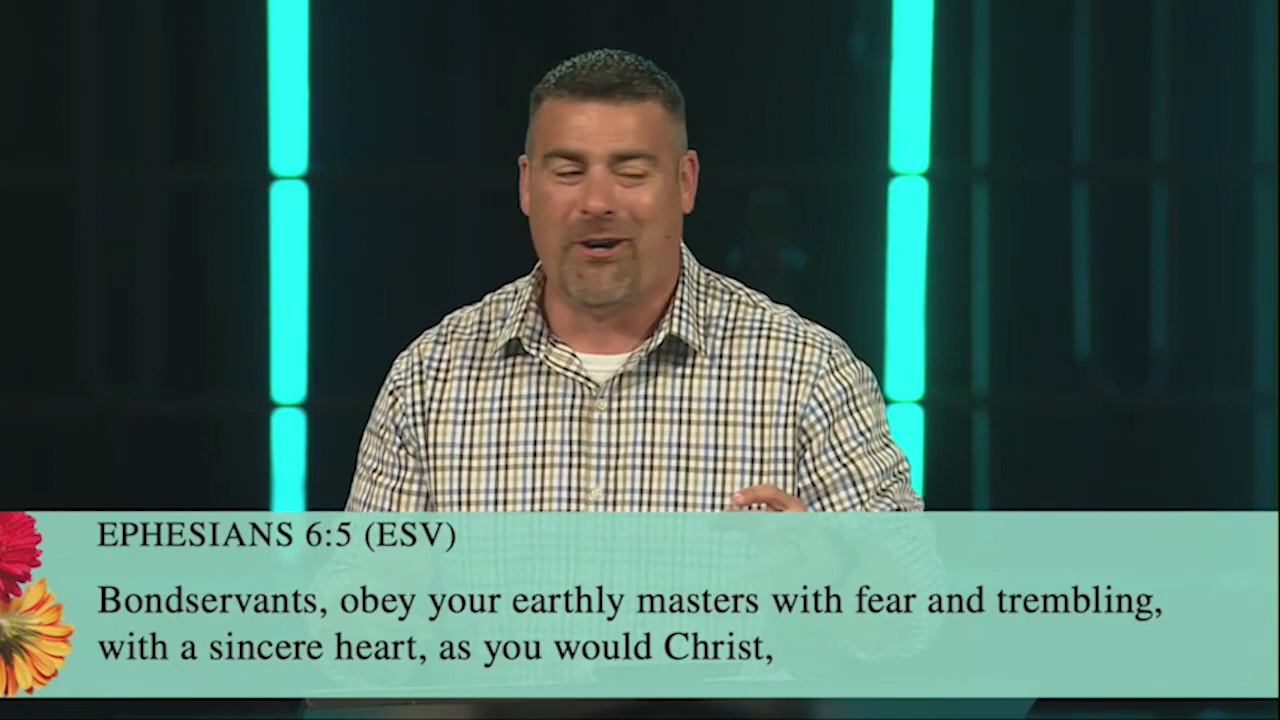 EPHESIANS 6:5 (ESV)
Bondservants, obey your earthly masters with fear and trembling,
with a sincere heart, as you would Christ,